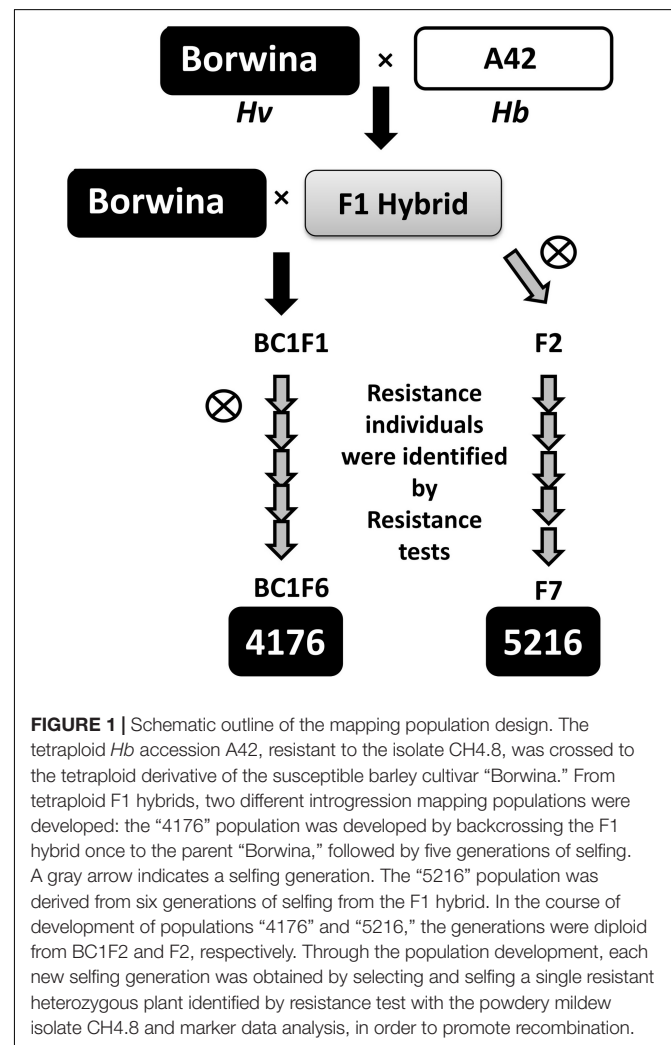 Borwina × A42
Hv Hb
Borwina × F1 Hybrid
BC1F1 F2
Resistance
individuals
were identified
by
Resistance
tests
BC1F6 F7
4176 5216
FIGURE 1 | Schematic outline of the mapping population design. The
tetraploid Hb accession A42, resistant to the isolate CH4.8, was crossed to
the tetraploid derivative of the susceptible barley cultivar “Borwina.” From
tetraploid F1 hybrids, two different introgression mapping populations were
developed: the “4176” population was developed by backcrossing the F1
hybrid once to the parent “Borwina,” followed by five generations of selfing.
A gray arrow indicates a selfing generation. The “5216” population was
derived from six generations of selfing from the F1 hybrid. In the course of
development of populations “4176” and “5216,” the generations were diploid
from BC1F2 and F2, respectively. Through the population development, each
new selfing generation was obtained by selecting and selfing a single resistant
heterozygous plant identified by resistance test with the powdery mildew
isolate CH4.8 and marker data analysis, in order to promote recombination.